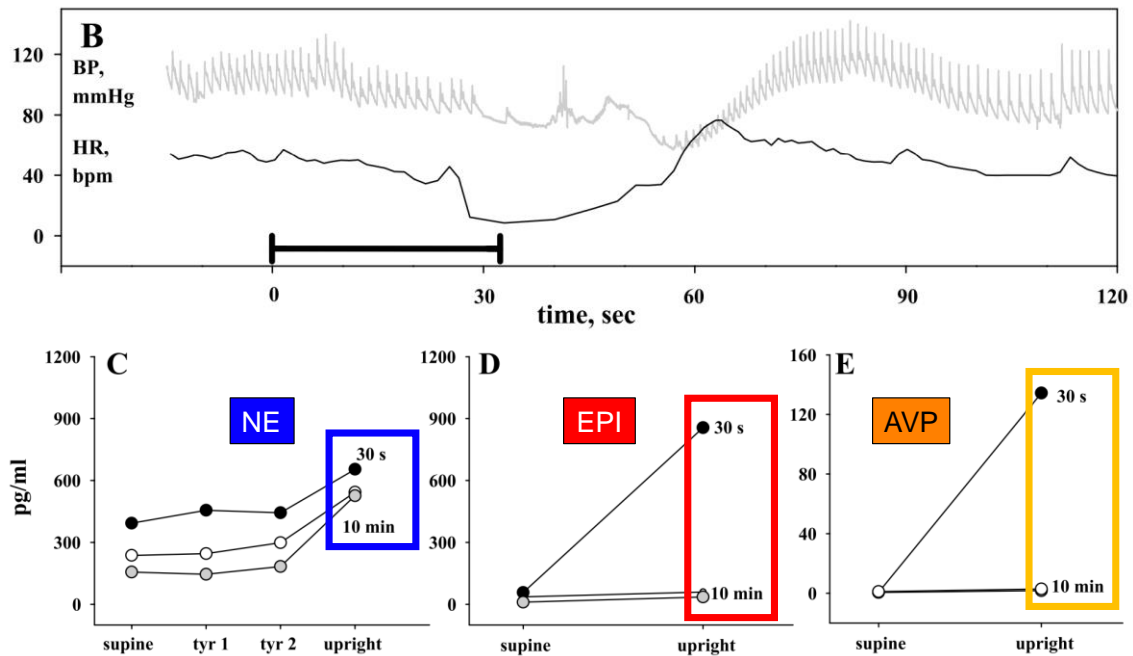 B
BP,
mmHg
120
80
HR,
bpm
40
0
0 30 60 90 120
time, sec
C
1200
900
600
300
0
pg/ml
NE
30 s
10 min
supine tyr 1 tyr 2 upright
D
1200
900
600
300
0
EPI
30 s
10 min
supine upright
E
160
120
80
40
0
AVP
30 s
10 min
supine upright